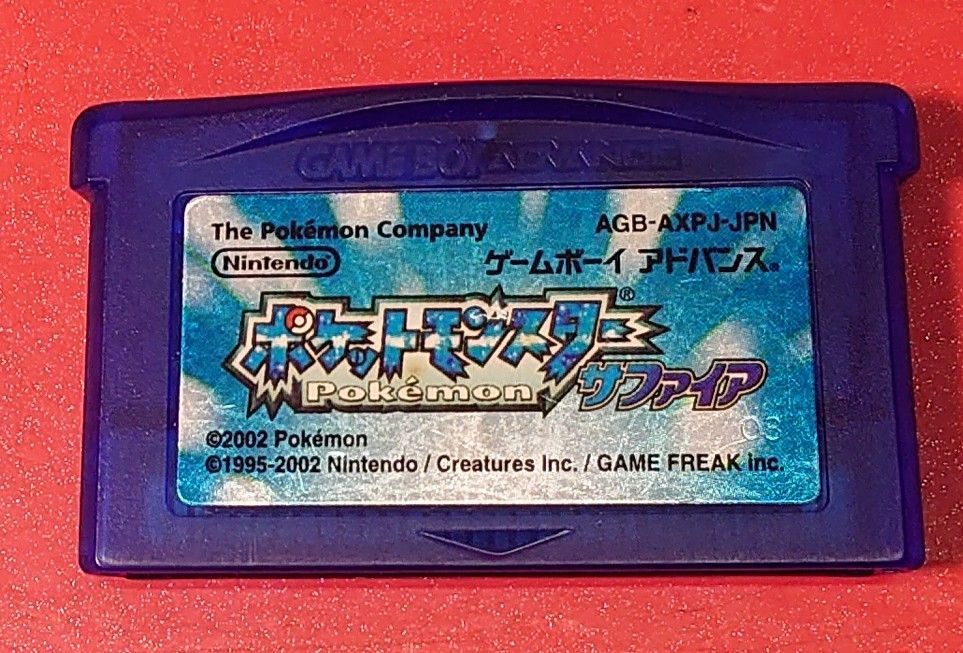 GAME BOY ADVANCE
The Pokémon Company
AGB-AXPJ-JPN
Nintendo
ゲームボーイ アドバンス®
ポケットモンスター®
Pokémon
サファイア
©2002 Pokémon
©1995-2002 Nintendo / Creatures Inc. / GAME FREAK inc.